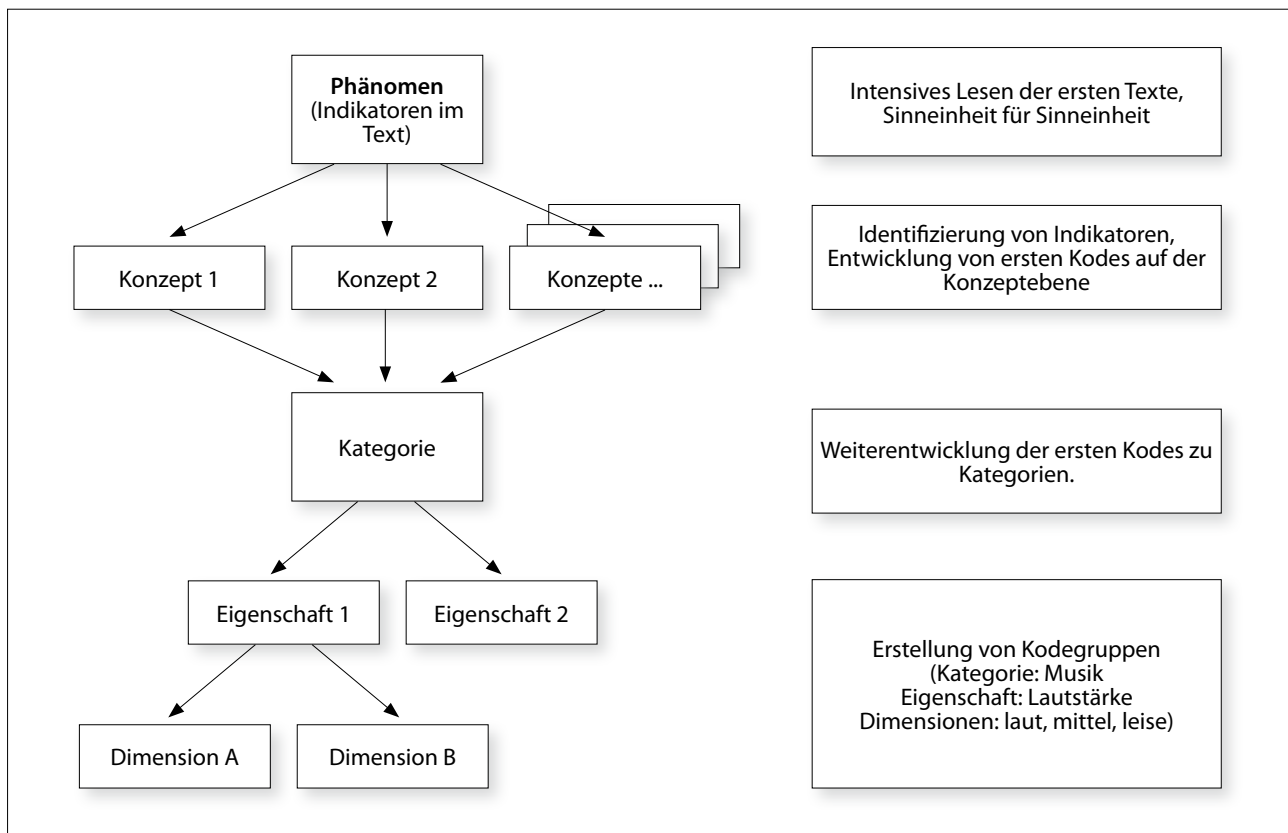 Phänomen
(Indikatoren im
Text)
Intensives Lesen der ersten Texte,
Sinneinheit für Sinneinheit
Konzept 1
Konzept 2
Konzepte ...
Identifizierung von Indikatoren,
Entwicklung von ersten Kodes auf der
Konzeptebene
Kategorie
Weiterentwicklung der ersten Kodes zu
Kategorien.
Eigenschaft 1
Eigenschaft 2
Dimension A
Dimension B
Erstellung von Kodegruppen
(Kategorie: Musik
Eigenschaft: Lautstärke
Dimensionen: laut, mittel, leise)